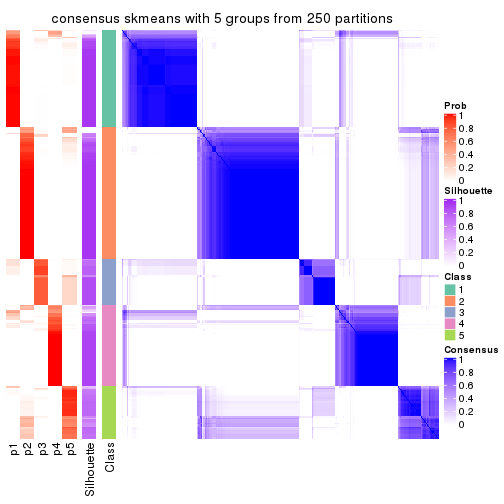 consensus skmeans with 5 groups from 250 partitions
Prob
1
0.8
0.6
0.4
0.2
0
Silhouette
1
0.8
0.6
0.4
0.2
0
Class
1
2
3
4
5
Consensus
1
0.8
0.6
0.4
0.2
0
p1
p2
p3
p4
p5
Silhouette
Class